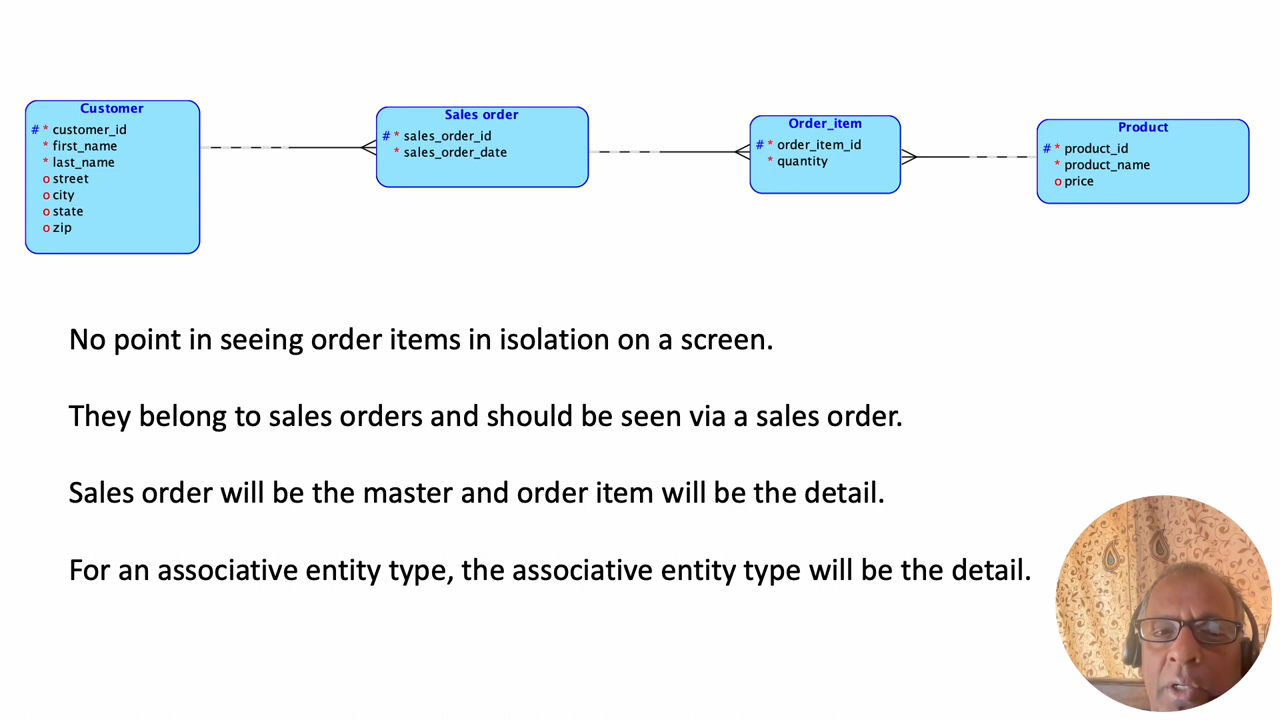 Customer
# * customer_id
* first_name
* last_name
o street
o city
o state
o zip
Sales order
# * sales_order_id
* sales_order_date
Order_item
# * order_item_id
* quantity
Product
# * product_id
* product_name
o price
No point in seeing order items in isolation on a screen.
They belong to sales orders and should be seen via a sales order.
Sales order will be the master and order item will be the detail.
For an associative entity type, the associative entity type will be the detail.